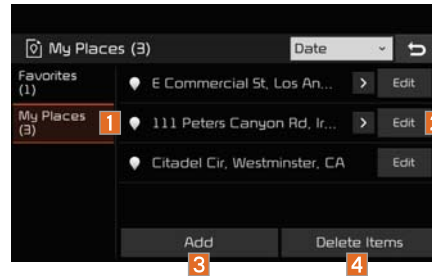 My Places (3)
Date
Favorites
(1)
E Commercial St, Los An...
>
Edit
My Places
(3)
1
111 Peters Canyon Rd, Ir...
>
Edit
2
Citadel Cir, Westminster, CA
Edit
Add
Delete Items
3
4